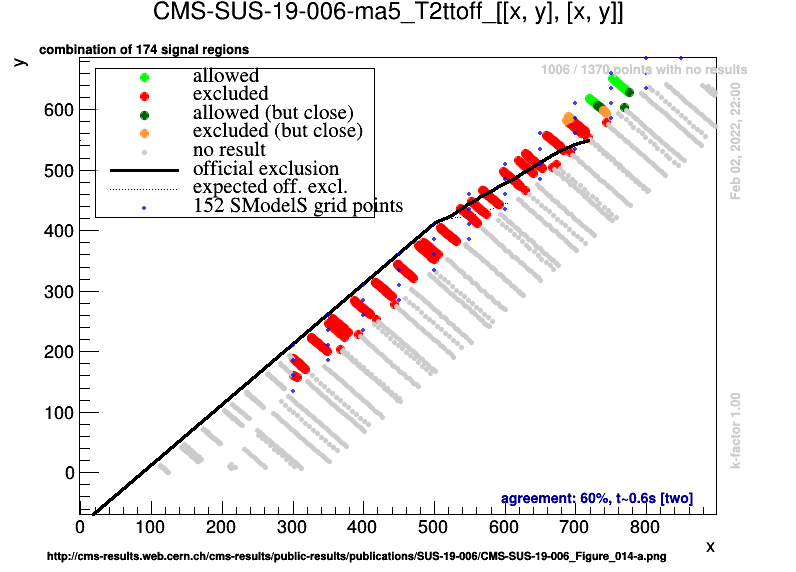 CMS-SUS-19-006-ma5_T2ttoff_[[x, y], [x, y]]
combination of 174 signal regions
y
1006 / 1370 points with no results
allowed
excluded
allowed (but close)
excluded (but close)
no result
official exclusion
expected off. excl.
152 SModelS grid points
600
500
400
300
200
100
0
Feb 02, 2022, 22:00
k-factor 1.00
agreement: 60%, t~0.6s [two]
0 100 200 300 400 500 600 700 800
x
http://cms-results.web.cern.ch/cms-results/public-results/publications/SUS-19-006/CMS-SUS-19-006_Figure_014-a.png